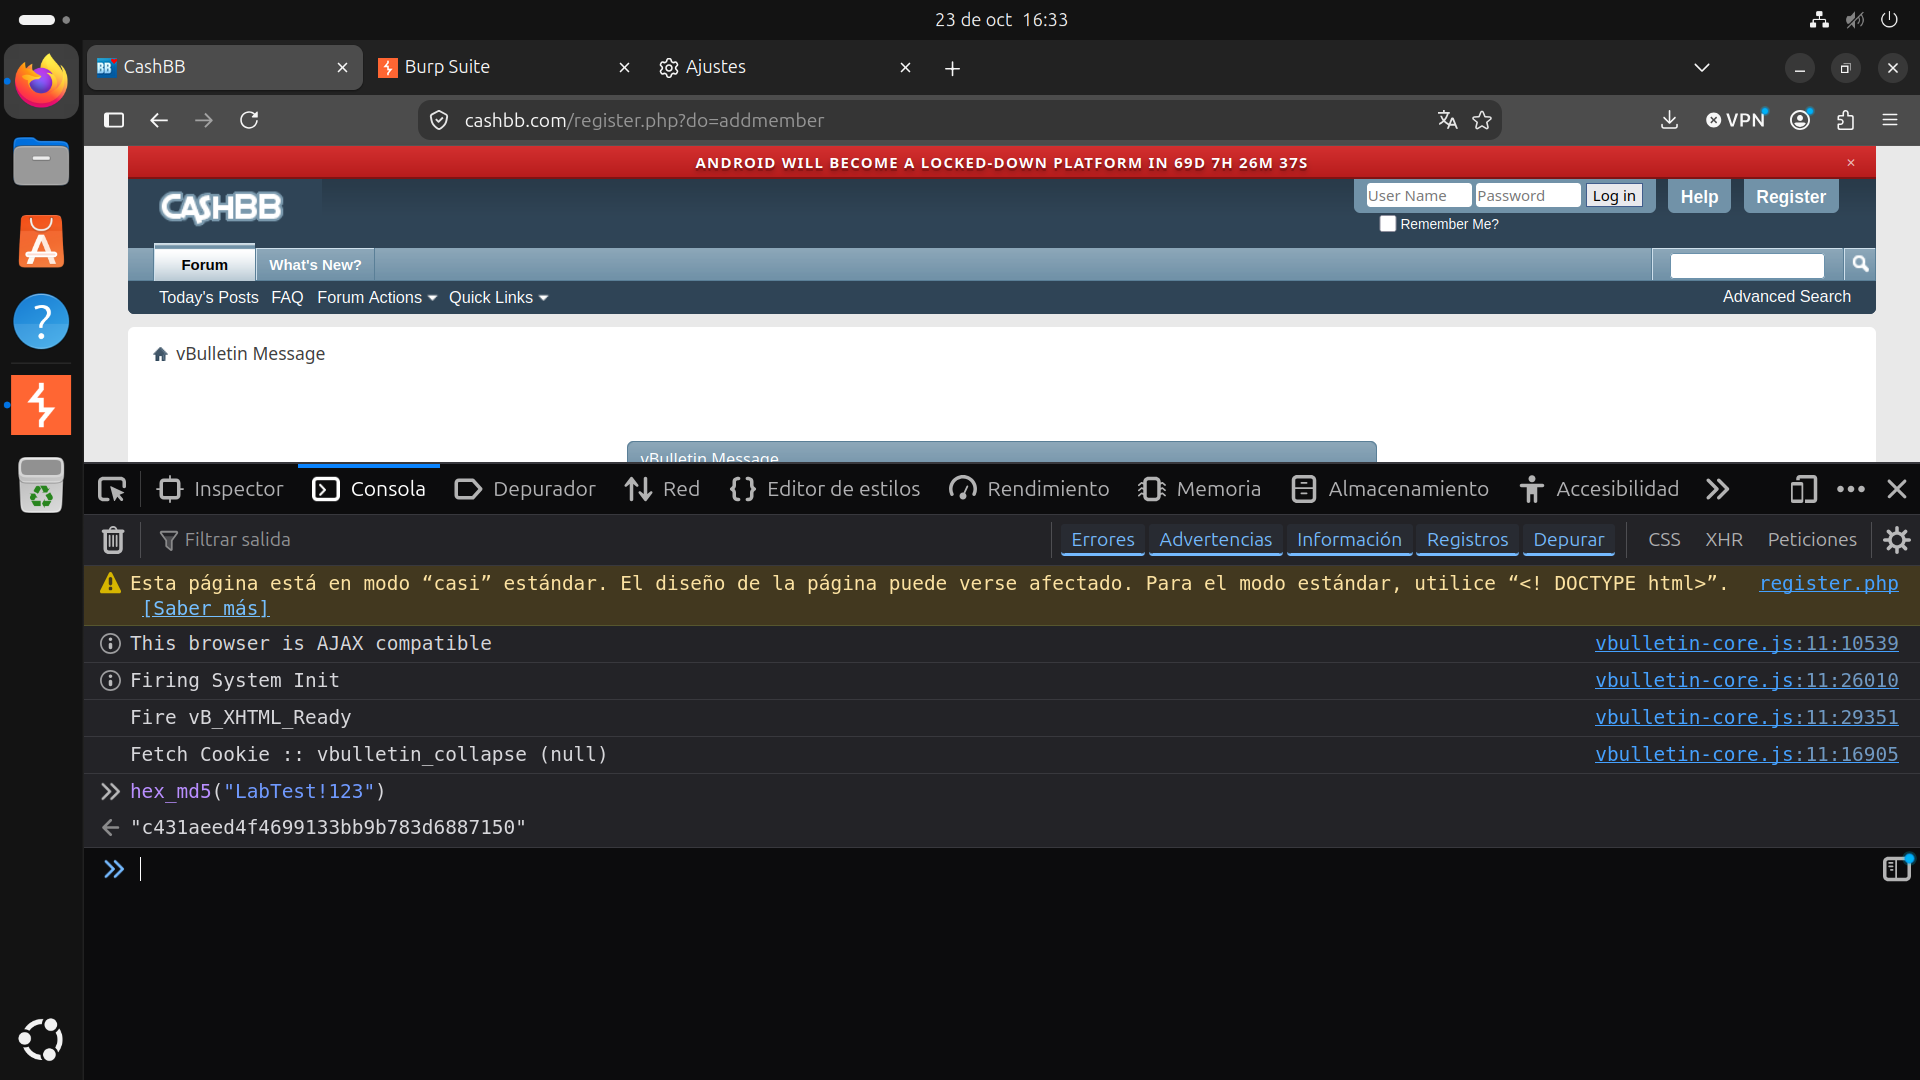 23 de oct 16:33
CashBB
Burp Suite
Ajustes
cashbb.com/register.php?do=addmember
VPN
ANDROID WILL BECOME A LOCKED-DOWN PLATFORM IN 69D 7H 26M 37S
CASHBB
User Name
Password
Log in
Help
Register
Remember Me?
Forum
What's New?
Today's Posts
FAQ
Forum Actions
Quick Links
Advanced Search
vBulletin Message
vBulletin Message
Inspector
Consola
Depurador
Red
Editor de estilos
Rendimiento
Memoria
Almacenamiento
Accesibilidad
Filtrar salida
Errores
Advertencias
Información
Registros
Depurar
CSS
XHR
Peticiones
Esta página está en modo “casi” estándar. El diseño de la página puede verse afectado. Para el modo estándar, utilice “<! DOCTYPE html>”.
register.php
[Saber más]
This browser is AJAX compatible
vbulletin-core.js:11:10539
Firing System Init
vbulletin-core.js:11:26010
Fire vB_XHTML_Ready
vbulletin-core.js:11:29351
Fetch Cookie :: vbulletin_collapse (null)
vbulletin-core.js:11:16905
hex_md5("LabTest!123")
"c431aeed4f4699133bb9b783d6887150"